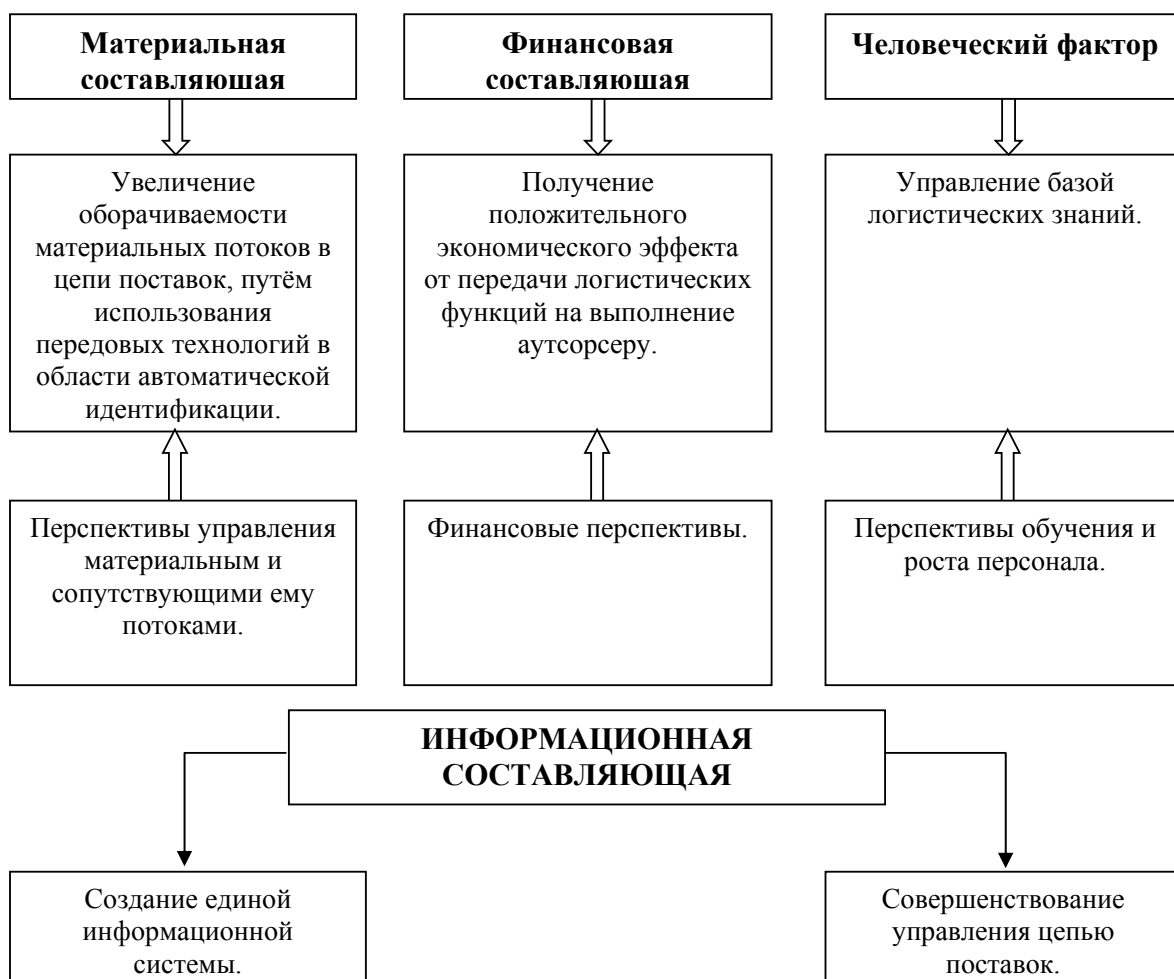 Материальная
составляюшая
Финансовая
составляюшая
Человеческий фактор
Увеличение
оборачиваемости
материальных потоков в
цепи поставок, путём
использования
передовых технологий в
области автоматической
идентификации.
Получение
положительного
экономического эффекта
от передачи логистических
функций на выполнение
аутсорсеру.
Управление базой
логистических знаний.
Перспективы управления
материальным и
сопутствующими ему
потоками.
Финансовые перспективы.
Перспективы обучения и
роста персонала.
ИНФОРМАЦИОННАЯ
СОСТАВЛЯЮЩАЯ
Создание единой
информационной
системы.
Совершенствование
управления цепью
поставок.